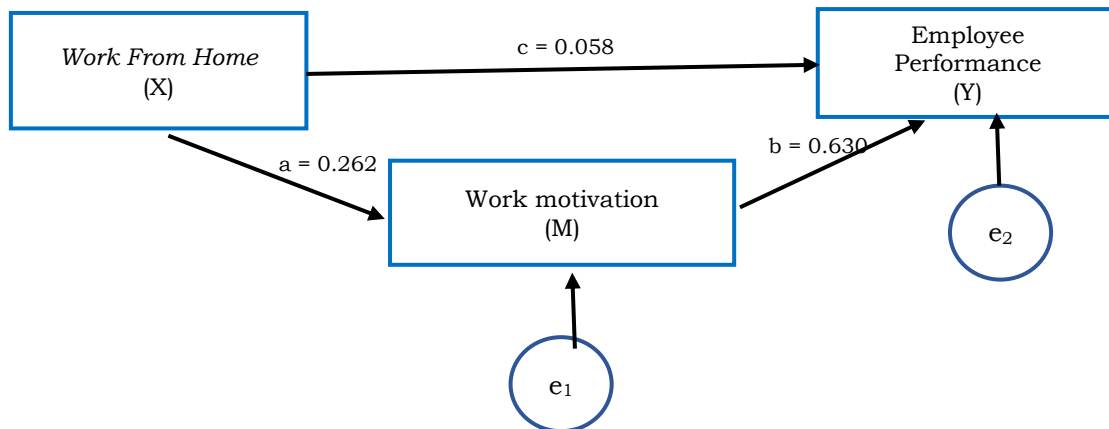 Work From Home
(X)
c = 0.058
Employee
Performance
(Y)
a = 0.262
b = 0.630
Work motivation
(M)
e₂
e₁